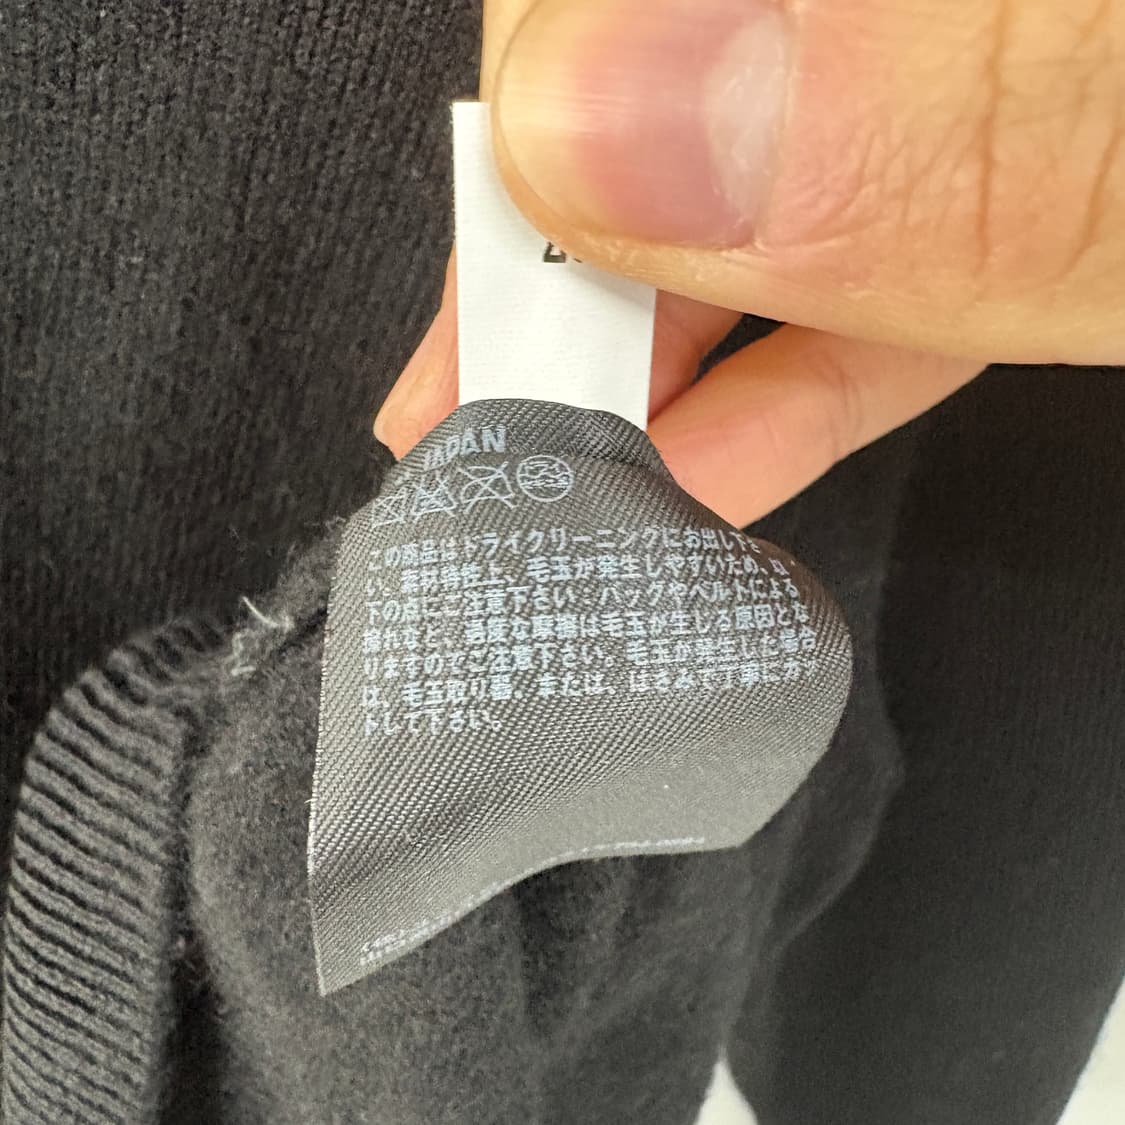 JAPAN
この商品はドライクリーニングにお出し下さ
い。素材特性上、毛玉が発生しやすいため、以
下の点にご注意下さい。バッグやベルトによる
擦れなど、過度な摩擦は毛玉が生じる原因とな
りますのでご注意下さい。毛玉が発生した場合
は、毛玉取り器、または、はさみで丁寧にカッ
トして下さい。